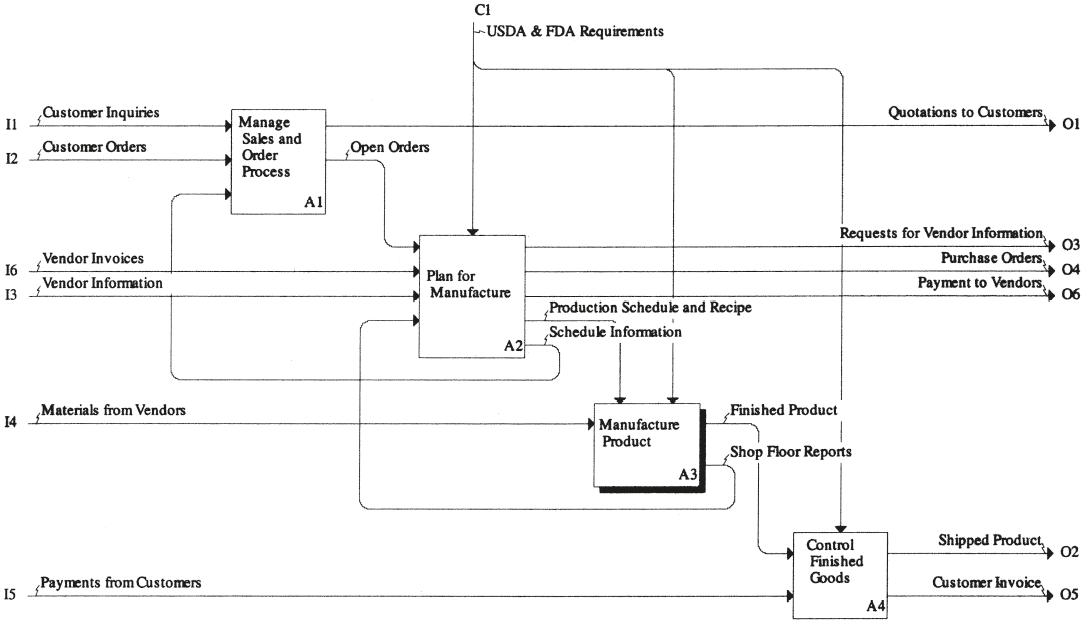 C1
USDA & FDA Requirements
Customer Inquiries
I1
Manage
Sales and
Order
Process
A1
Quotations to Customers
O1
Customer Orders
I2
Open Orders
Requests for Vendor Information
O3
Vendor Invoices
I6
Plan for
Manufacture
A2
Purchase Orders
O4
Vendor Information
I3
Payment to Vendors
O6
Production Schedule and Recipe
Schedule Information
Materials from Vendors
I4
Manufacture
Product
A3
Finished Product
Shop Floor Reports
Control
Finished
Goods
A4
Shipped Product
O2
Payments from Customers
I5
Customer Invoice
O5